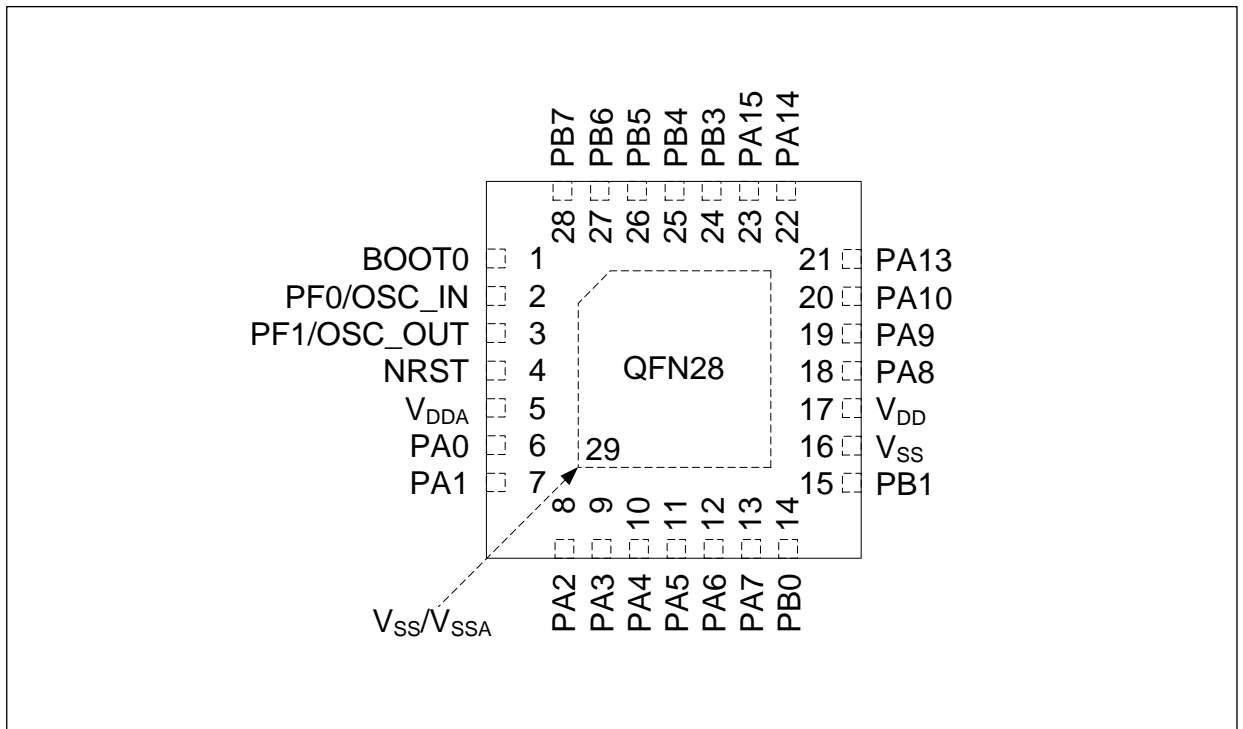 PB7 PB6 PB5 PB4 PB3 PA15 PA14
28 27 26 25 24 23 22
BOOT0 1 21 PA13
PF0/OSC_IN 2 20 PA10
PF1/OSC_OUT 3 19 PA9
NRST 4 QFN28 18 PA8
VDDA 5 17 VDD
PA0 6 29 16 VSS
PA1 7 15 PB1
8 9 10 11 12 13 14
PA2 PA3 PA4 PA5 PA6 PA7 PB0
VSS/VSSA